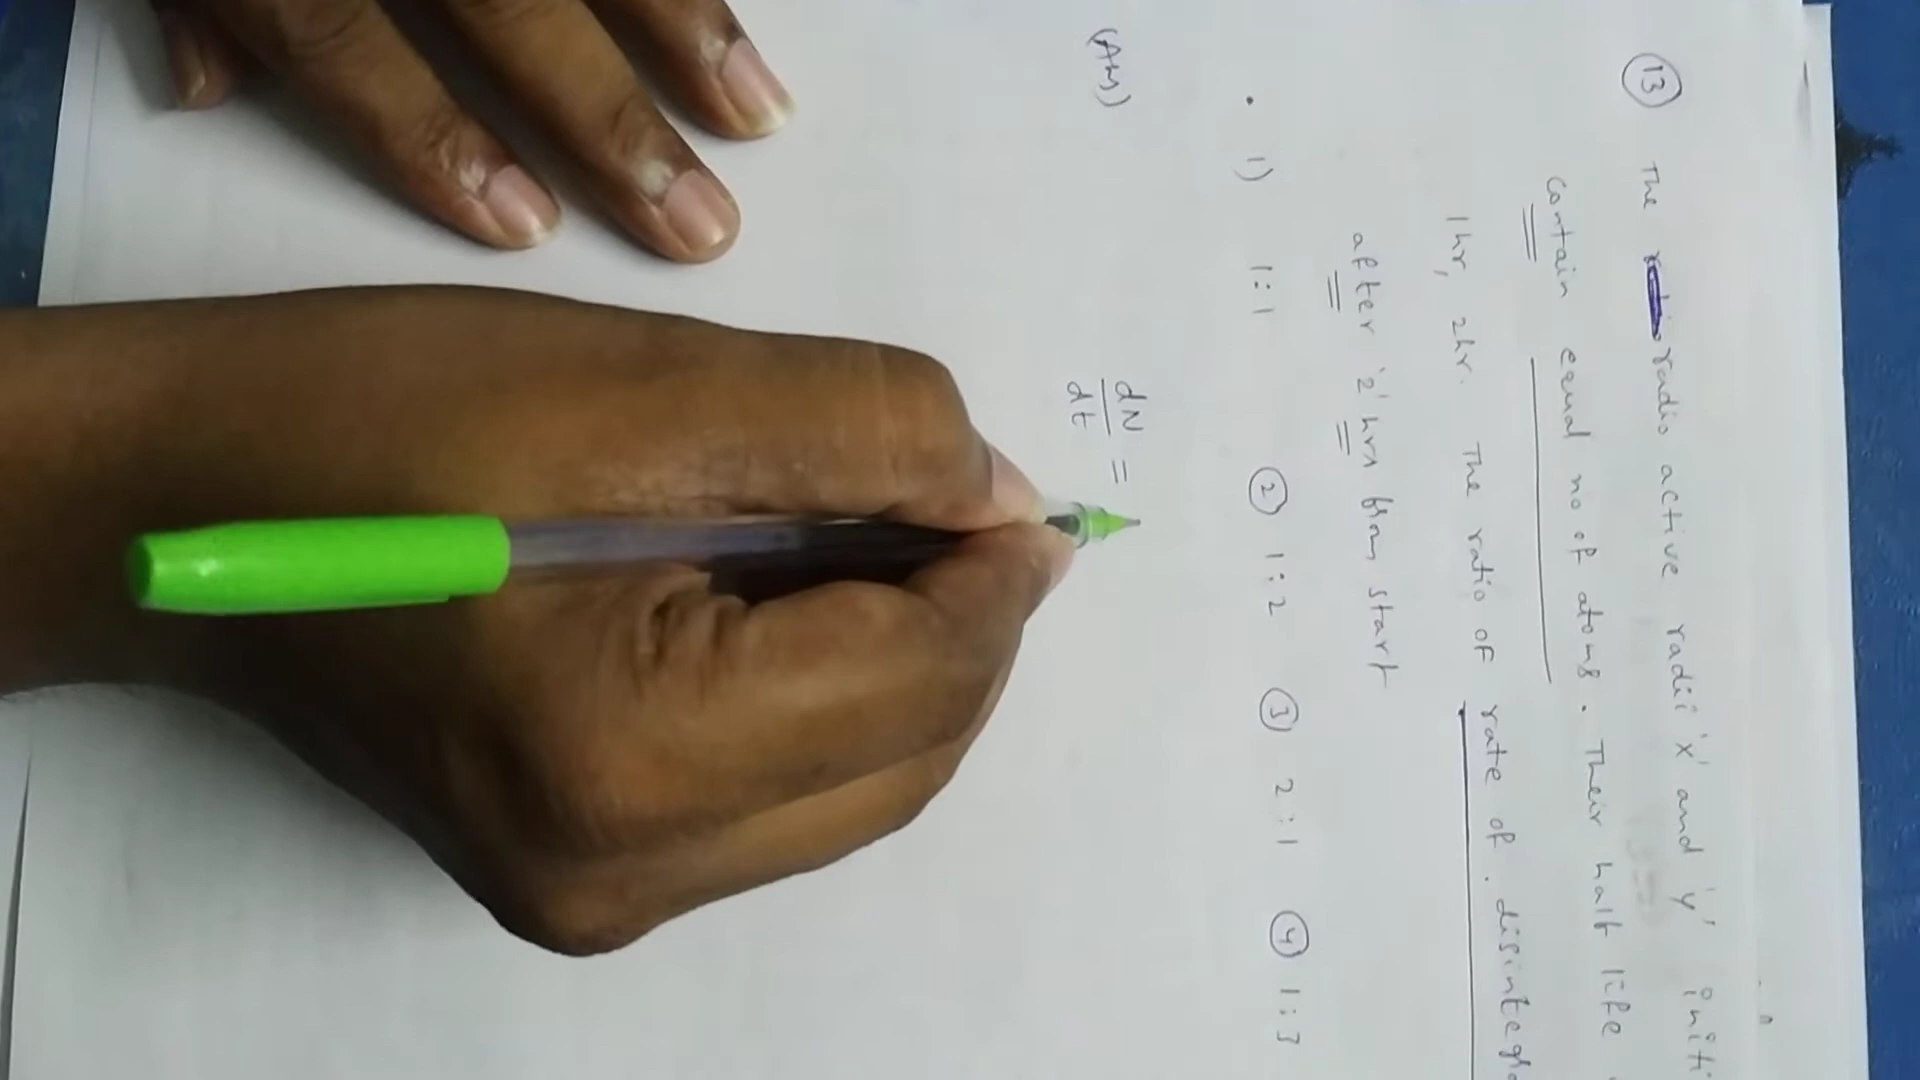 13 The radio active radii 'x' and 'y'
contain equal no of atoms. Their half life
1hr, 2hr. The ratio of rate of. disintegra
after '2' hrs from start
1) 1:1 2 1:2 3 2:1 4 1:3
(Ans)
dN/dt =